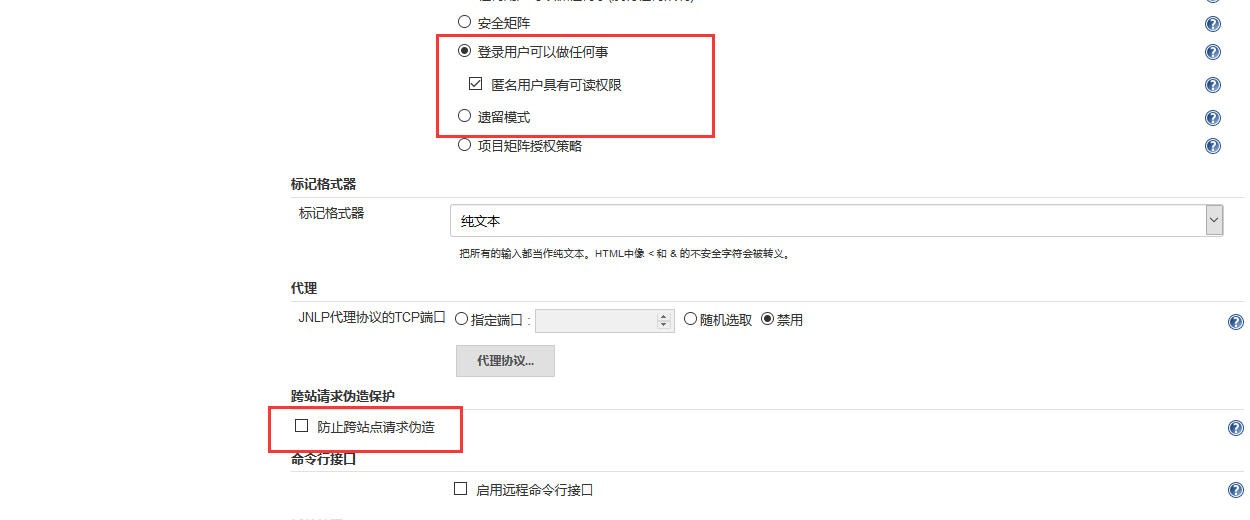 安全矩阵
登录用户可以做任何事
匿名用户具有可读权限
遗留模式
项目矩阵授权策略
标记格式器
标记格式器 纯文本
把所有的输入都当作纯文本。HTML中像 < 和 & 的不安全字符会被转义。
代理
JNLP代理协议的TCP端口 指定端口 : 随机选取 禁用
代理协议...
跨站请求伪造保护
防止跨站点请求伪造
命令行接口
启用远程命令行接口